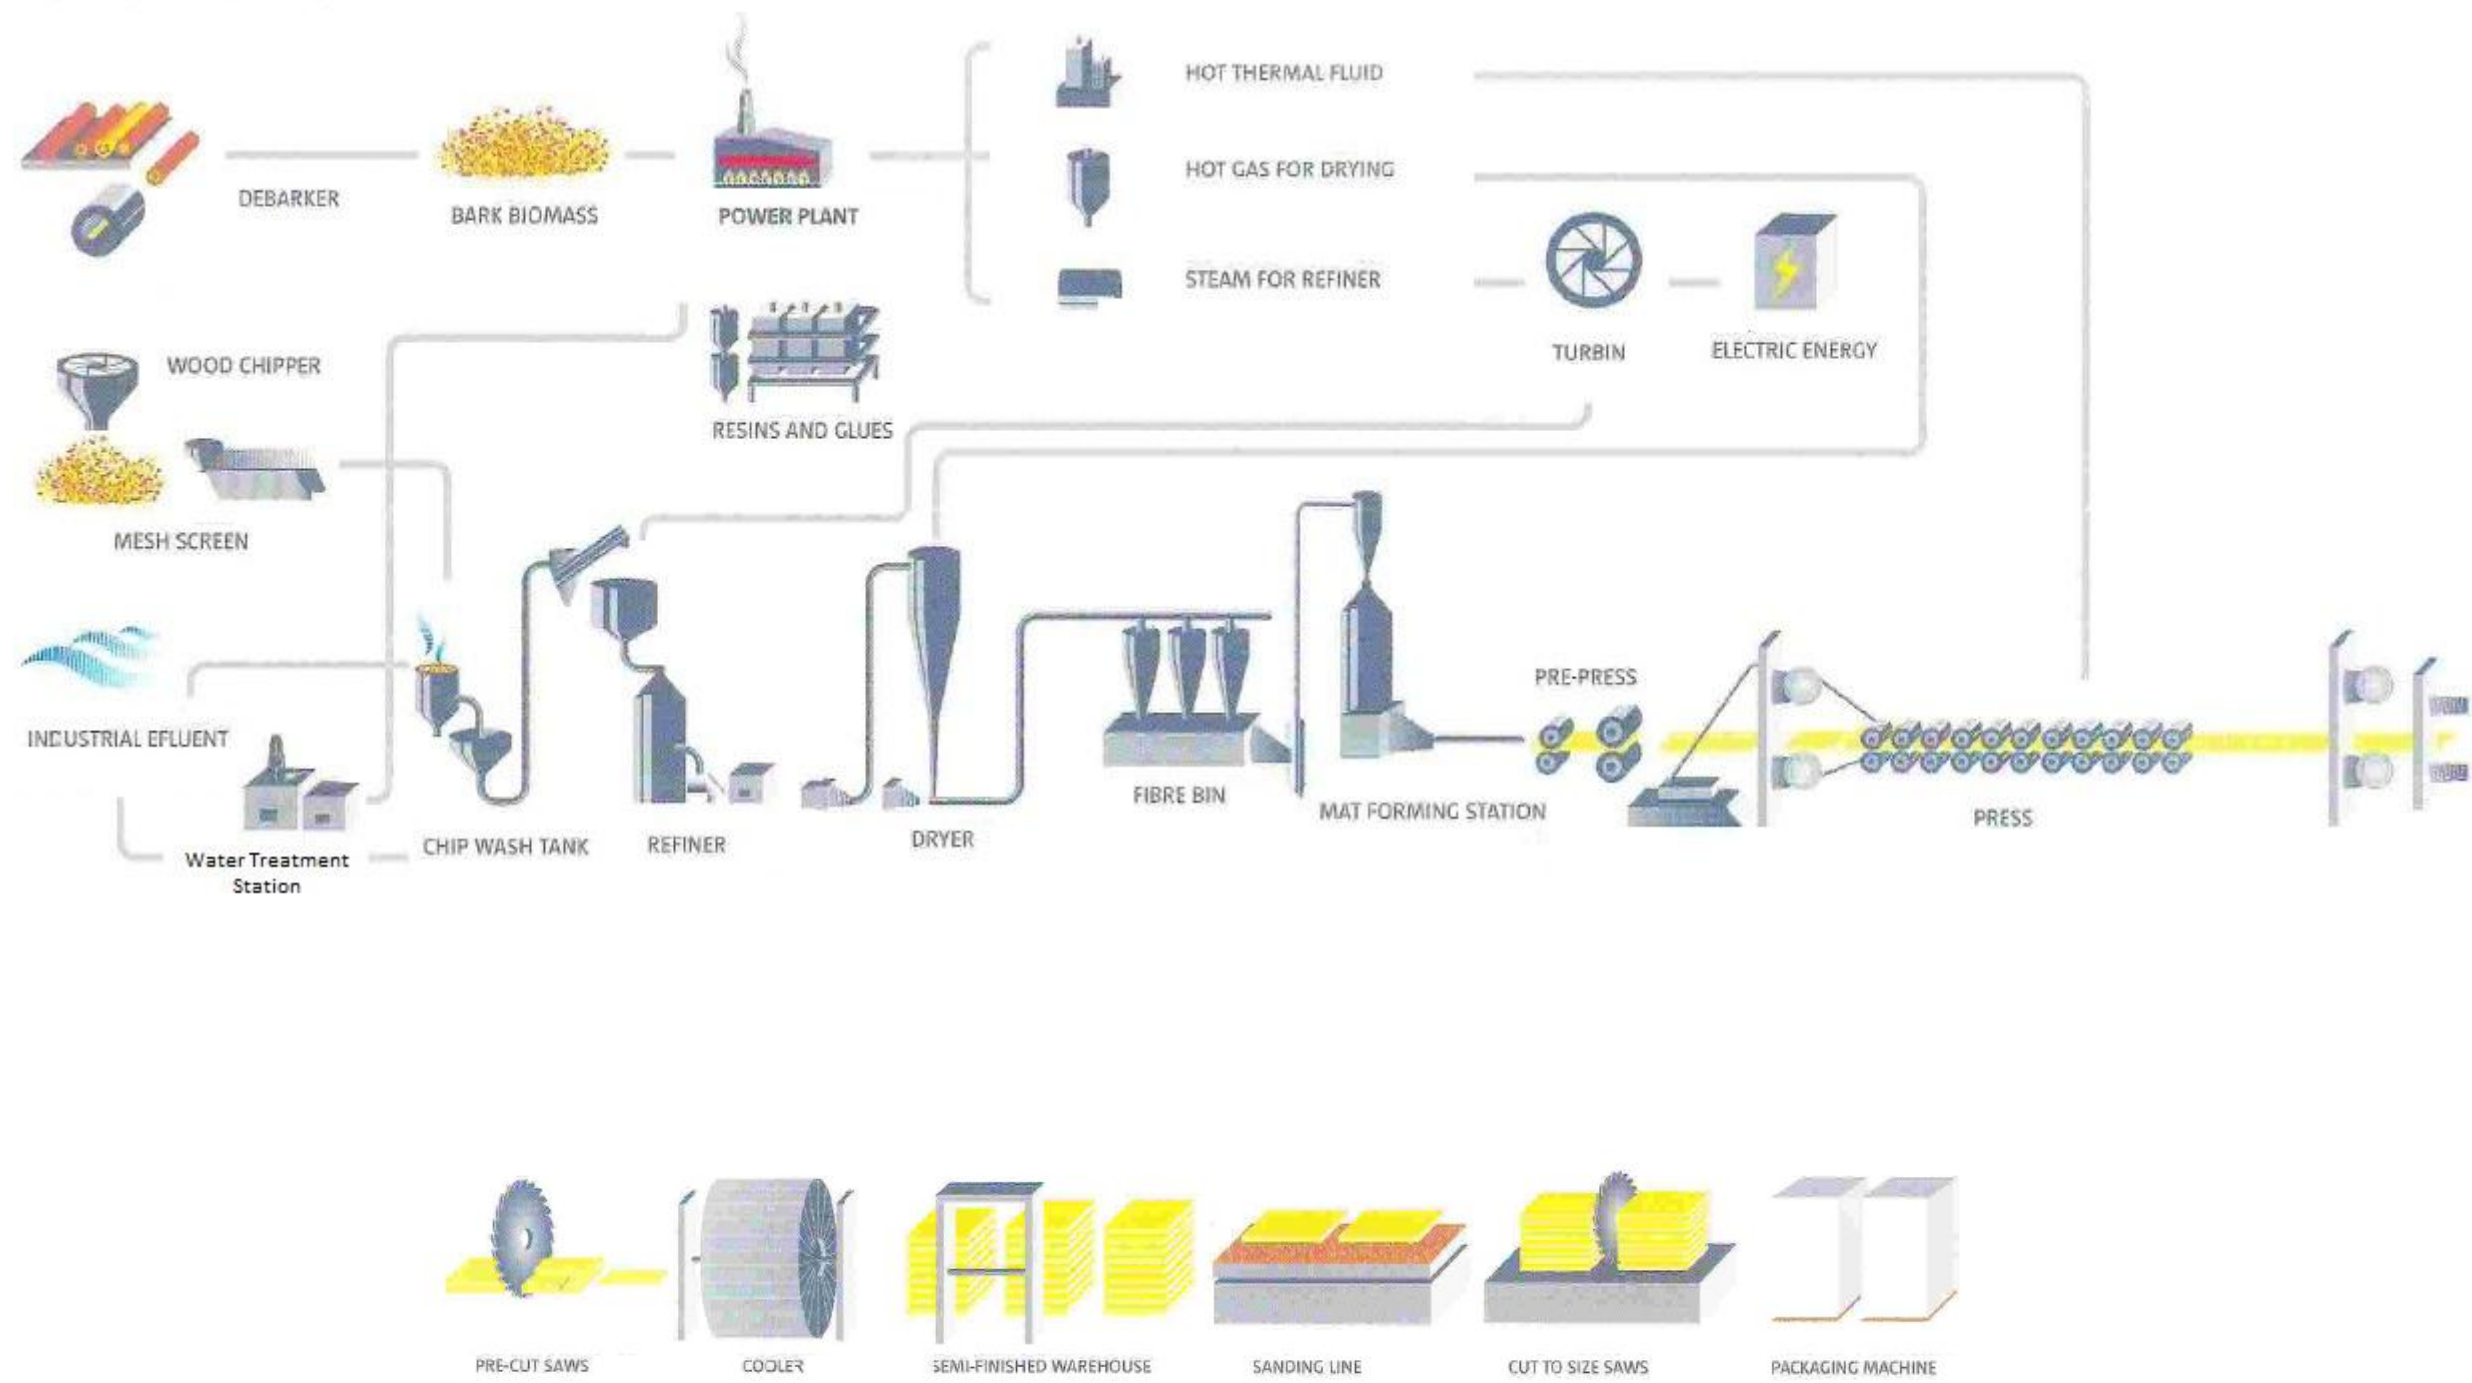 HOT THERMAL FLUID
HOT GAS FOR DRYING
DEBARKER
BARK BIOMASS
POWER PLANT
STEAM FOR REFINER
TURBIN
ELECTRIC ENERGY
WOOD CHIPPER
RESINS AND GLUES
MESH SCREEN
PRE-PRESS
INDUSTRIAL EFLUENT
FIBRE BIN
MAT FORMING STATION
PRESS
CHIP WASH TANK
REFINER
DRYER
Water Treatment
Station
PRE-CUT SAWS
COOLER
SEMI-FINISHED WAREHOUSE
SANDING LINE
CUT TO SIZE SAWS
PACKAGING MACHINE